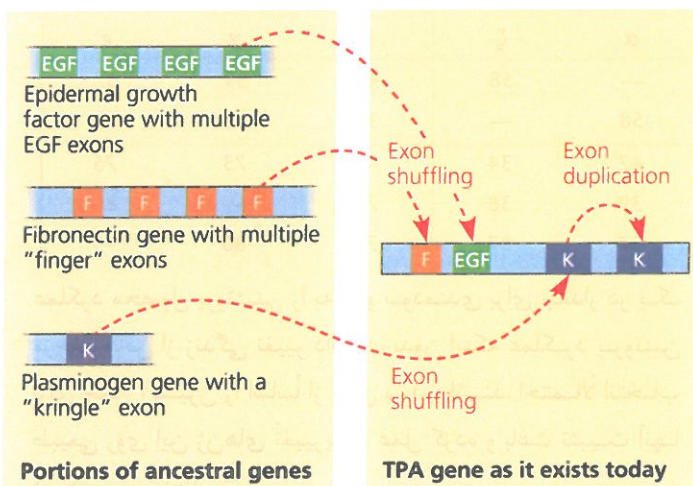 EGF EGF EGF EGF
Epidermal growth
factor gene with multiple
EGF exons
F F F F
Fibronectin gene with multiple
"finger" exons
K
Plasminogen gene with a
"kringle" exon
Portions of ancestral genes
Exon
shuffling
Exon
duplication
F EGF K K
Exon
shuffling
TPA gene as it exists today